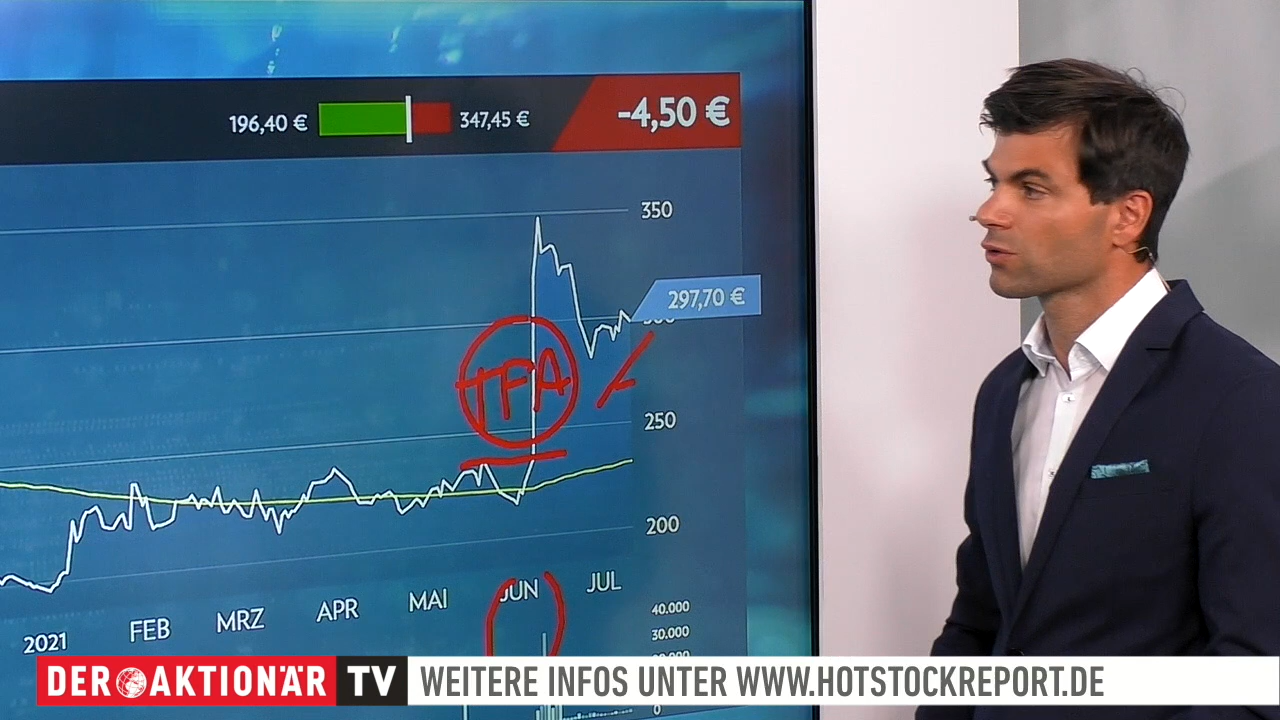 196,40 € 347,45 € -4,50 €
350
297,70 €
TFA
250
200
2021 FEB MRZ APR MAI JUN JUL
40.000
30.000
0
DER AKTIONÄR TV WEITERE INFOS UNTER WWW.HOTSTOCKREPORT.DE